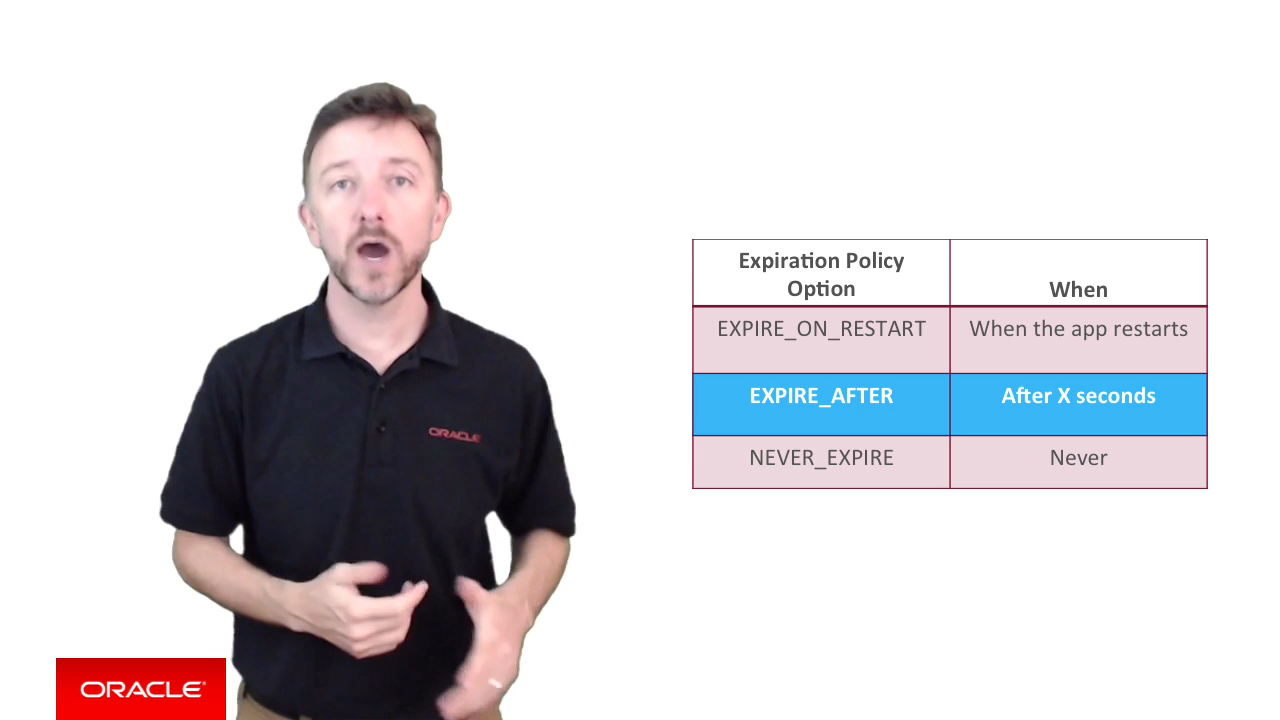 Expiration Policy
Option
When
EXPIRE_ON_RESTART
When the app restarts
EXPIRE_AFTER
After X seconds
NEVER_EXPIRE
Never
ORACLE
ORACLE®